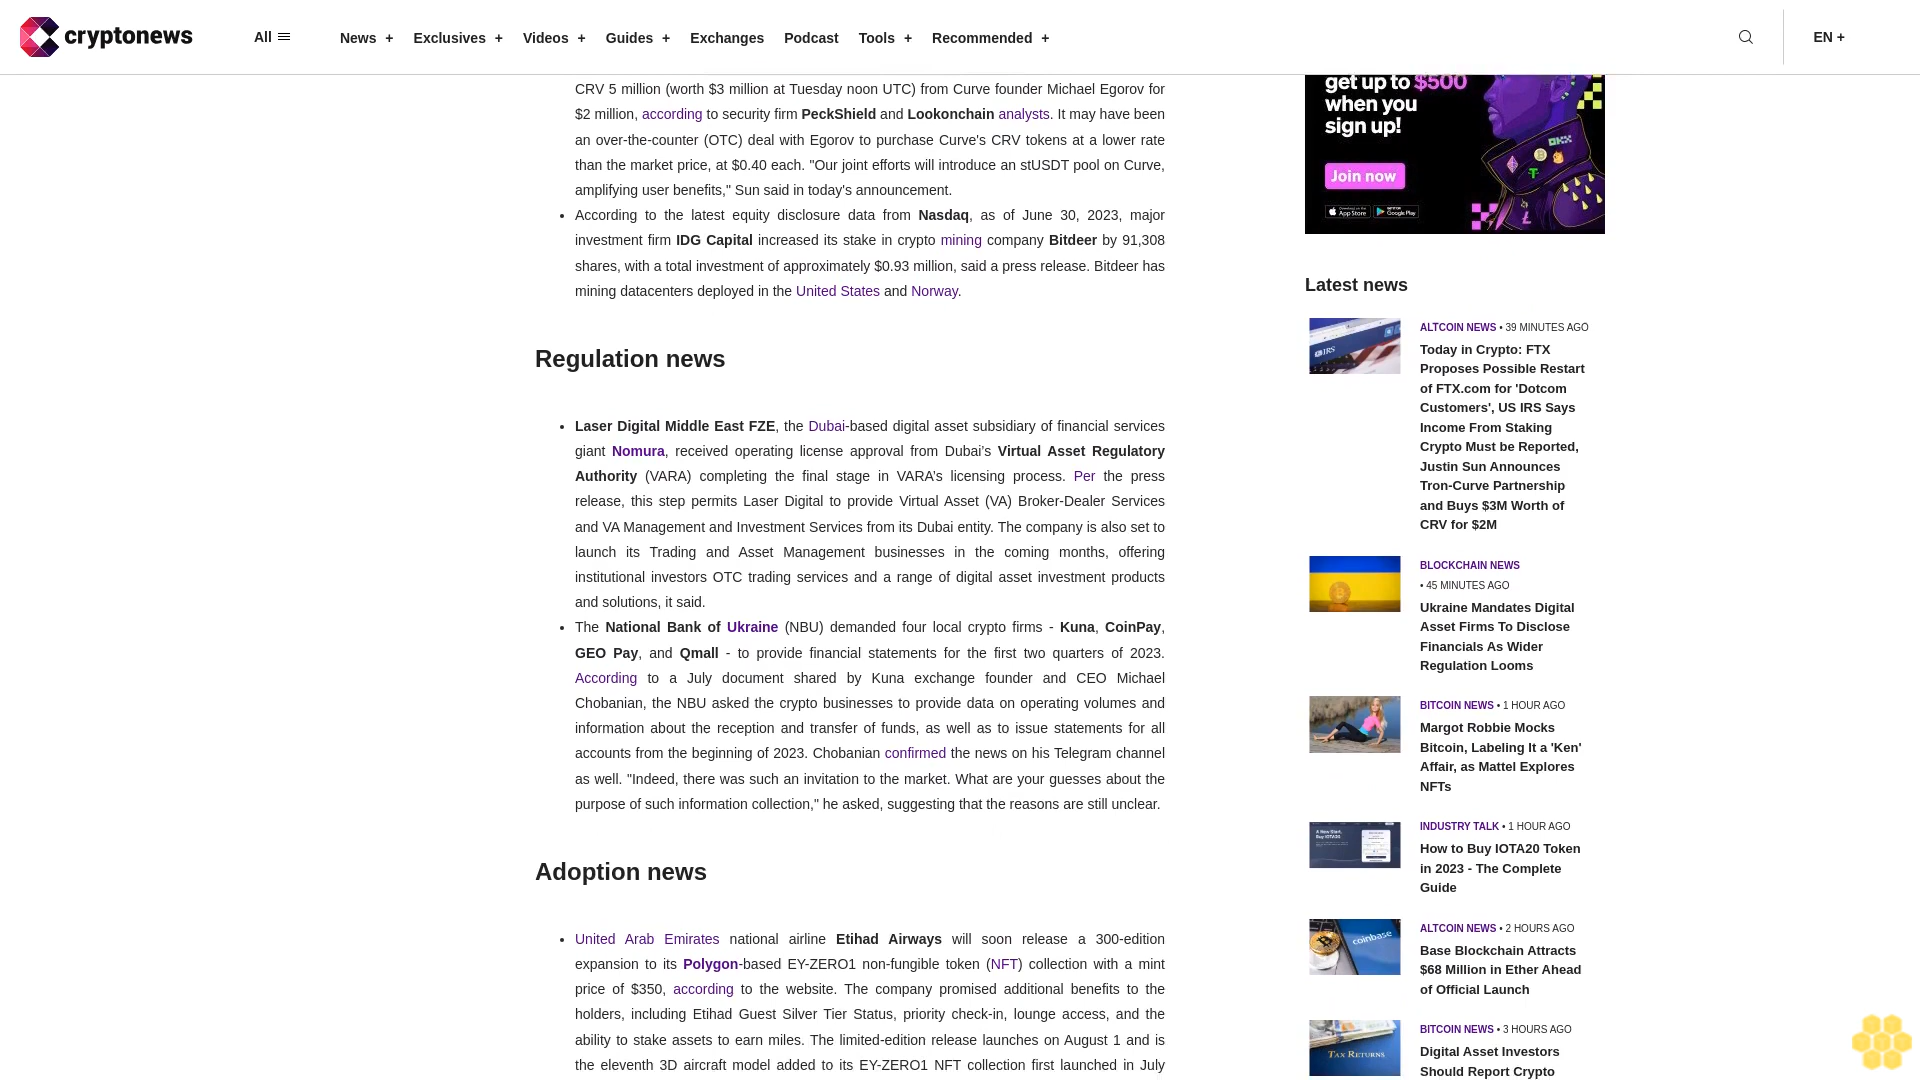 cryptonews
All
News +
Exclusives +
Videos +
Guides +
Exchanges
Podcast
Tools +
Recommended +
EN +
CRV 5 million (worth $3 million at Tuesday noon UTC) from Curve founder Michael Egorov for
$2 million, according to security firm PeckShield and Lookonchain analysts. It may have been
an over-the-counter (OTC) deal with Egorov to purchase Curve's CRV tokens at a lower rate
than the market price, at $0.40 each. "Our joint efforts will introduce an stUSDT pool on Curve,
amplifying user benefits," Sun said in today's announcement.
• According to the latest equity disclosure data from Nasdaq, as of June 30, 2023, major
investment firm IDG Capital increased its stake in crypto mining company Bitdeer by 91,308
shares, with a total investment of approximately $0.93 million, said a press release. Bitdeer has
mining datacenters deployed in the United States and Norway.
Regulation news
• Laser Digital Middle East FZE, the Dubai-based digital asset subsidiary of financial services
giant Nomura, received operating license approval from Dubai's Virtual Asset Regulatory
Authority (VARA) completing the final stage in VARA's licensing process. Per the press
release, this step permits Laser Digital to provide Virtual Asset (VA) Broker-Dealer Services
and VA Management and Investment Services from its Dubai entity. The company is also set to
launch its Trading and Asset Management businesses in the coming months, offering
institutional investors OTC trading services and a range of digital asset investment products
and solutions, it said.
• The National Bank of Ukraine (NBU) demanded four local crypto firms - Kuna, CoinPay,
GEO Pay, and Qmall - to provide financial statements for the first two quarters of 2023.
According to a July document shared by Kuna exchange founder and CEO Michael
Chobanian, the NBU asked the crypto businesses to provide data on operating volumes and
information about the reception and transfer of funds, as well as to issue statements for all
accounts from the beginning of 2023. Chobanian confirmed the news on his Telegram channel
as well. "Indeed, there was such an invitation to the market. What are your guesses about the
purpose of such information collection," he asked, suggesting that the reasons are still unclear.
Adoption news
• United Arab Emirates national airline Etihad Airways will soon release a 300-edition
expansion to its Polygon-based EY-ZERO1 non-fungible token (NFT) collection with a mint
price of $350, according to the website. The company promised additional benefits to the
holders, including Etihad Guest Silver Tier Status, priority check-in, lounge access, and the
ability to stake assets to earn miles. The limited-edition release launches on August 1 and is
the eleventh 3D aircraft model added to its EY-ZERO1 NFT collection first launched in July
get up to $500
when you
sign up!
Join now
App Store
Google Play
OKX
Latest news
IRS
ALTCOIN NEWS • 39 MINUTES AGO
Today in Crypto: FTX
Proposes Possible Restart
of FTX.com for 'Dotcom
Customers', US IRS Says
Income From Staking
Crypto Must be Reported,
Justin Sun Announces
Tron-Curve Partnership
and Buys $3M Worth of
CRV for $2M
BLOCKCHAIN NEWS
• 45 MINUTES AGO
Ukraine Mandates Digital
Asset Firms To Disclose
Financials As Wider
Regulation Looms
BITCOIN NEWS • 1 HOUR AGO
Margot Robbie Mocks
Bitcoin, Labeling It a 'Ken'
Affair, as Mattel Explores
NFTs
A New Start.
Buy IOTA20
INDUSTRY TALK • 1 HOUR AGO
How to Buy IOTA20 Token
in 2023 - The Complete
Guide
coinbase
ALTCOIN NEWS • 2 HOURS AGO
Base Blockchain Attracts
$68 Million in Ether Ahead
of Official Launch
TAX RETURNS
BITCOIN NEWS • 3 HOURS AGO
Digital Asset Investors
Should Report Crypto